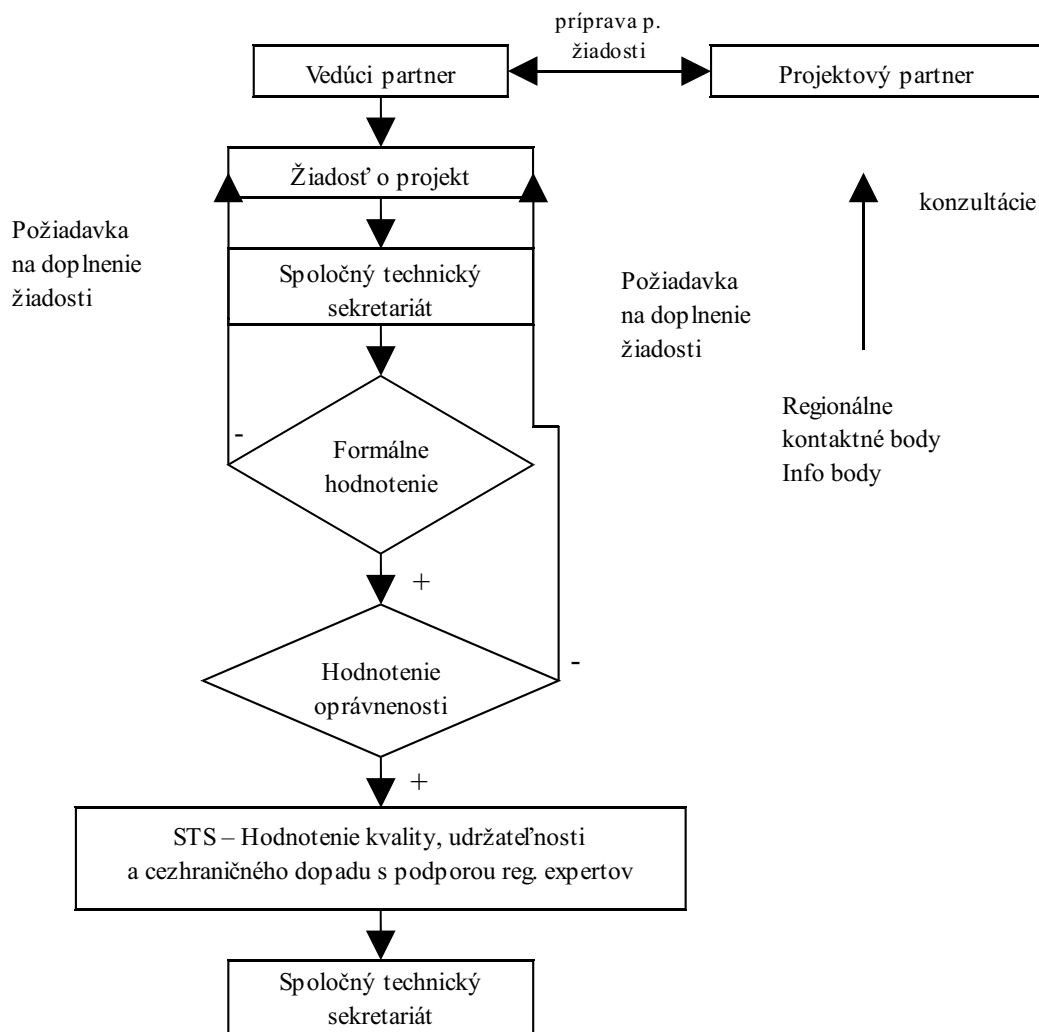 príprava p.
žiadosti
Vedúci partner
Projektový partner
Žiadosť o projekt
konzultácie
Požiadavka
na doplnenie
žiadosti
Spoločný technický
sekretariát
Požiadavka
na doplnenie
žiadosti
-
Formálne
hodnotenie
Regionálne
kontaktné body
Info body
+
Hodnotenie
oprávnenosti
-
+
STS – Hodnotenie kvality, udržateľnosti
a cezhraničného dopadu s podporou reg. expertov
Spoločný technický
sekretariát